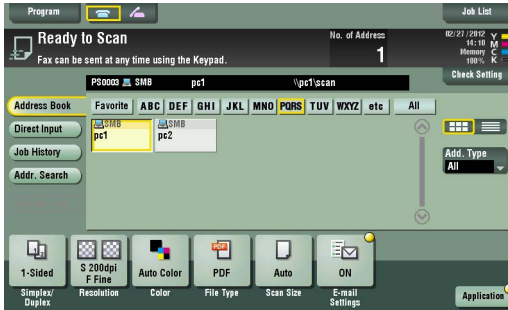 Program
Job List
Ready to Scan
No. of Address
02/27/2012
14:10
Memory
100%
Y
M
C
K
Fax can be sent at any time using the Keypad.
1
Check Setting
PS0003 SMB pc1 \\pc1\scan
Address Book
Favorite ABC DEF GHI JKL MNO PQRS TUV WXYZ etc All
Direct Input
SMB
pc1
SMB
pc2
Job History
Addr. Search
Add. Type
All
1-Sided
S 200dpi
F Fine
Auto Color
PDF
PDF
Auto
ON
Simplex/
Duplex
Resolution
Color
File Type
Scan Size
E-mail
Settings
Application